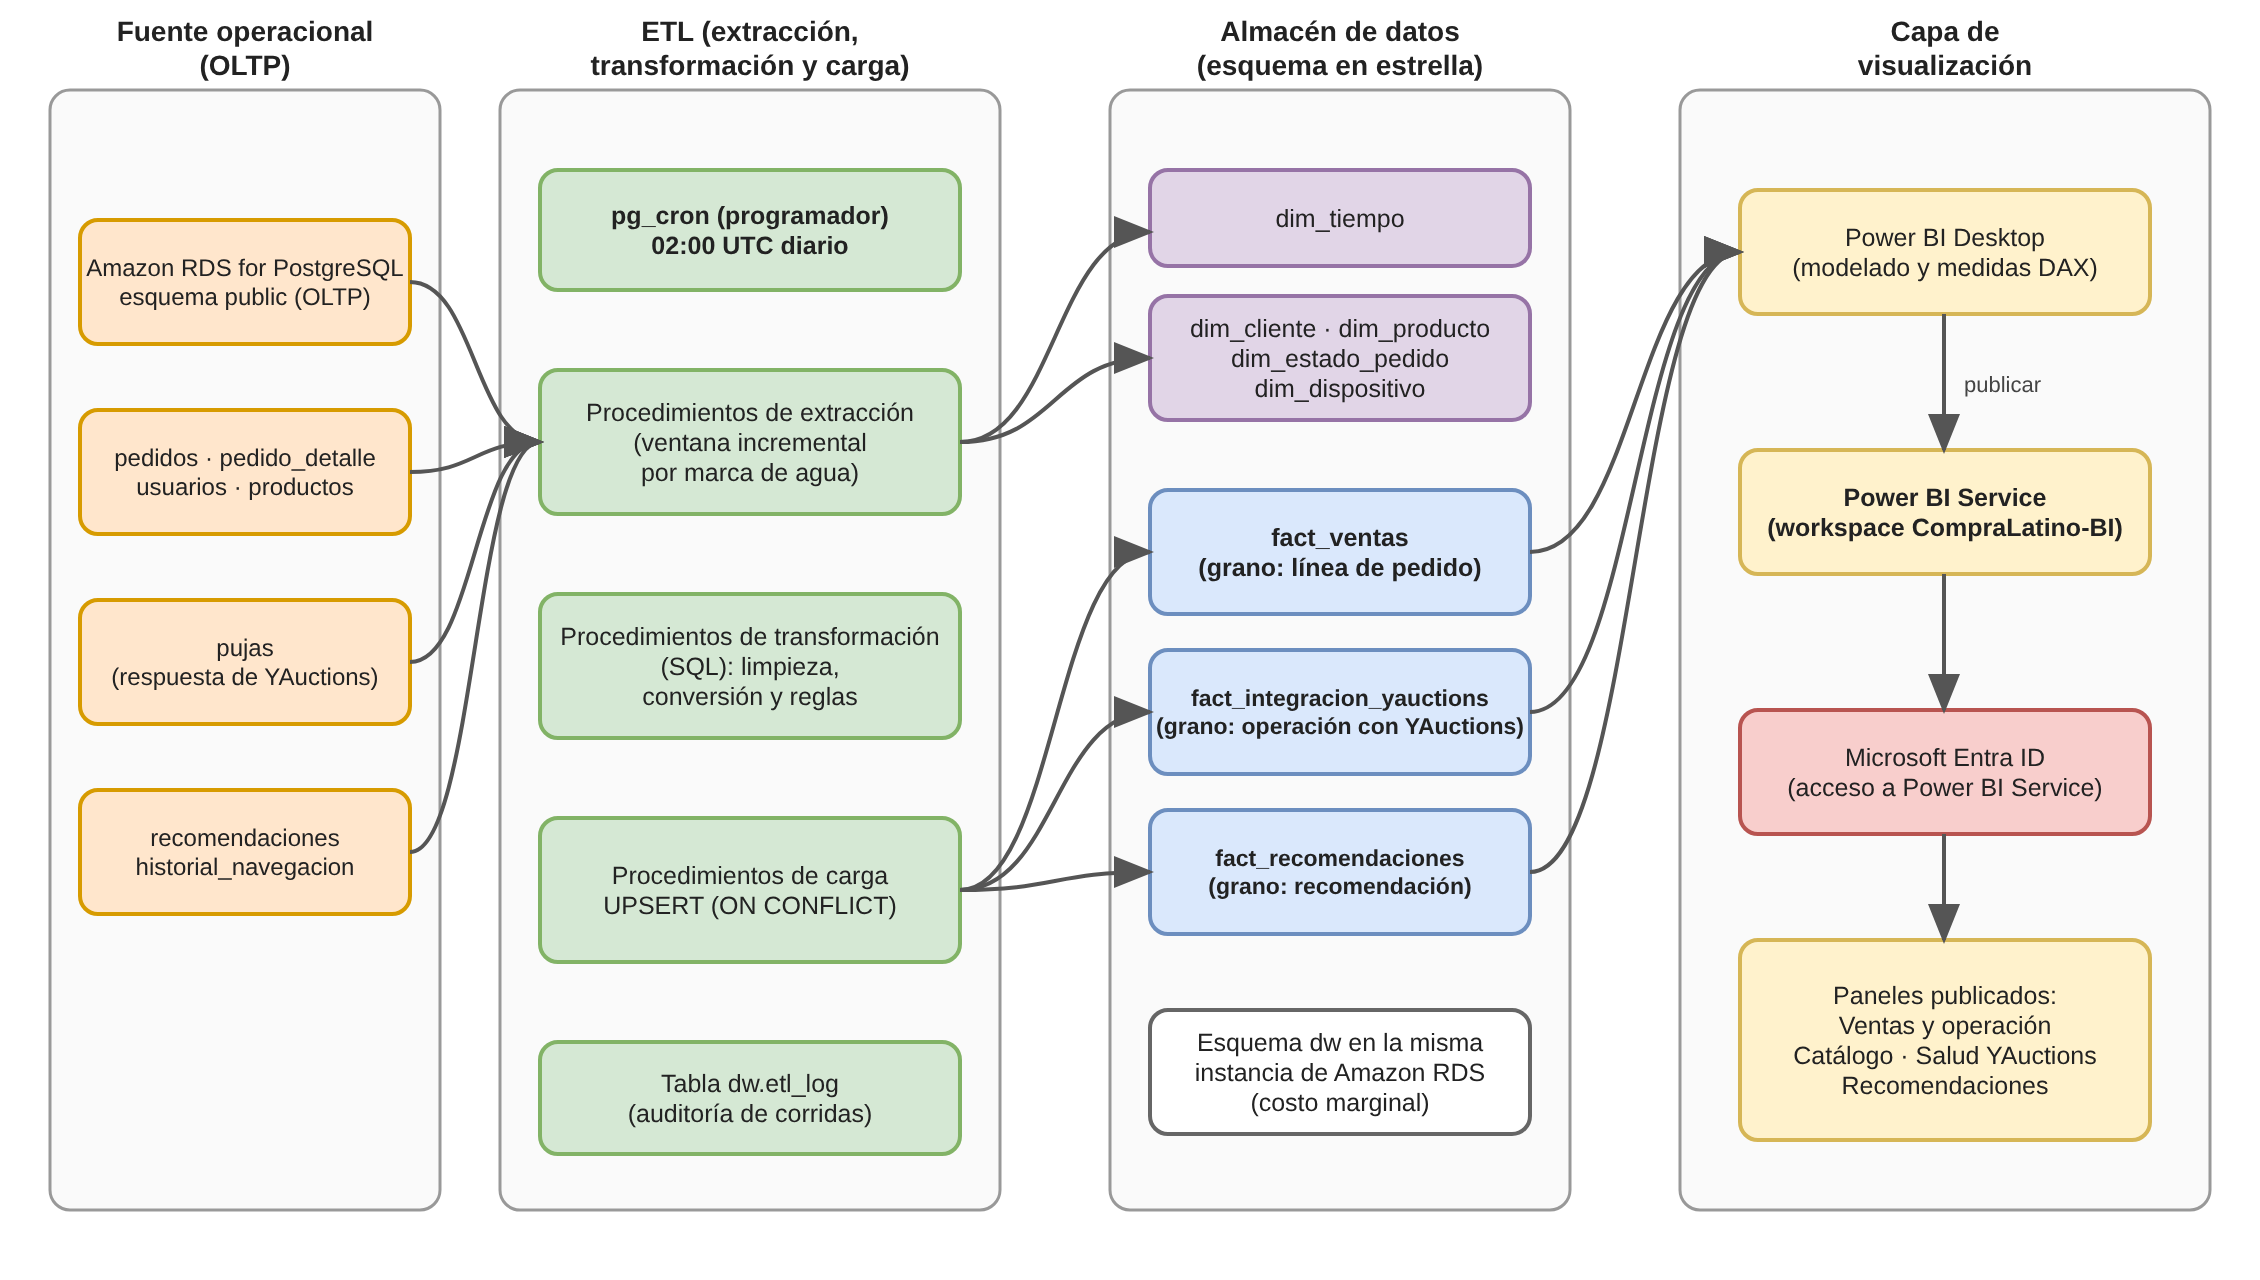 Fuente operacional
(OLTP)
Amazon RDS for PostgreSQL
esquema public (OLTP)
pedidos · pedido_detalle
usuarios · productos
pujas
(respuesta de YAuctions)
recomendaciones
historial_navegacion
ETL (extracción,
transformación y carga)
pg_cron (programador)
02:00 UTC diario
Procedimientos de extracción
(ventana incremental
por marca de agua)
Procedimientos de transformación
(SQL): limpieza,
conversión y reglas
Procedimientos de carga
UPSERT (ON CONFLICT)
Tabla dw.etl_log
(auditoría de corridas)
Almacén de datos
(esquema en estrella)
dim_tiempo
dim_cliente · dim_producto
dim_estado_pedido
dim_dispositivo
fact_ventas
(grano: línea de pedido)
fact_integracion_yauctions
(grano: operación con YAuctions)
fact_recomendaciones
(grano: recomendación)
Esquema dw en la misma
instancia de Amazon RDS
(costo marginal)
Capa de
visualización
Power BI Desktop
(modelado y medidas DAX)
publicar
Power BI Service
(workspace CompraLatino-BI)
Microsoft Entra ID
(acceso a Power BI Service)
Paneles publicados:
Ventas y operación
Catálogo · Salud YAuctions
Recomendaciones